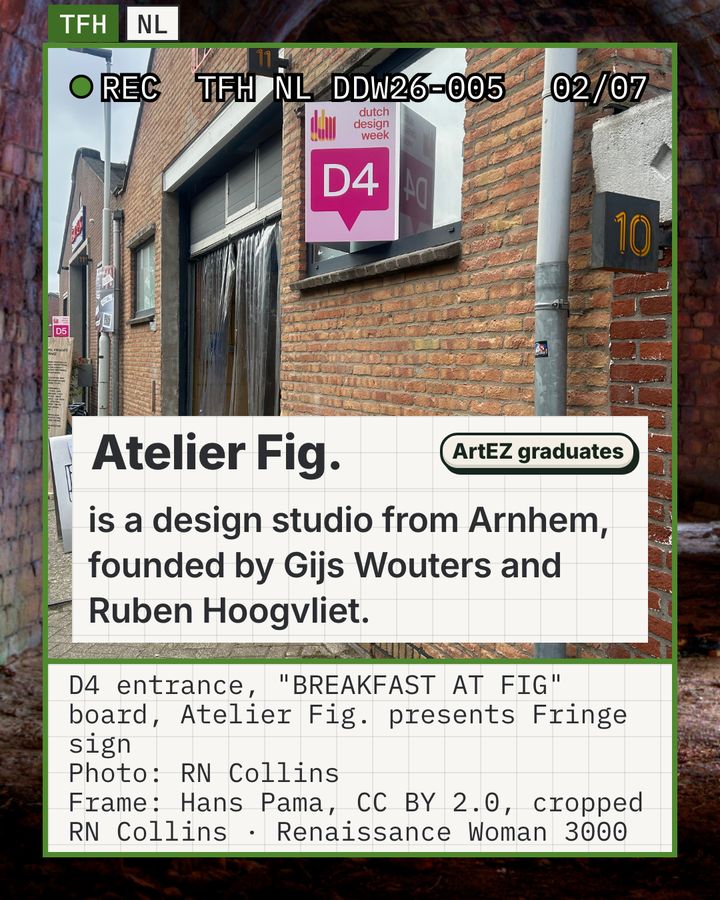 TFH NL
11
REC TFH NL DDW26-005 02/07
dutch
design
week
D4
10
D5
Atelier Fig.
ArtEZ graduates
is a design studio from Arnhem,
founded by Gijs Wouters and
Ruben Hoogvliet.
D4 entrance, "BREAKFAST AT FIG"
board, Atelier Fig. presents Fringe
sign
Photo: RN Collins
Frame: Hans Pama, CC BY 2.0, cropped
RN Collins · Renaissance Woman 3000